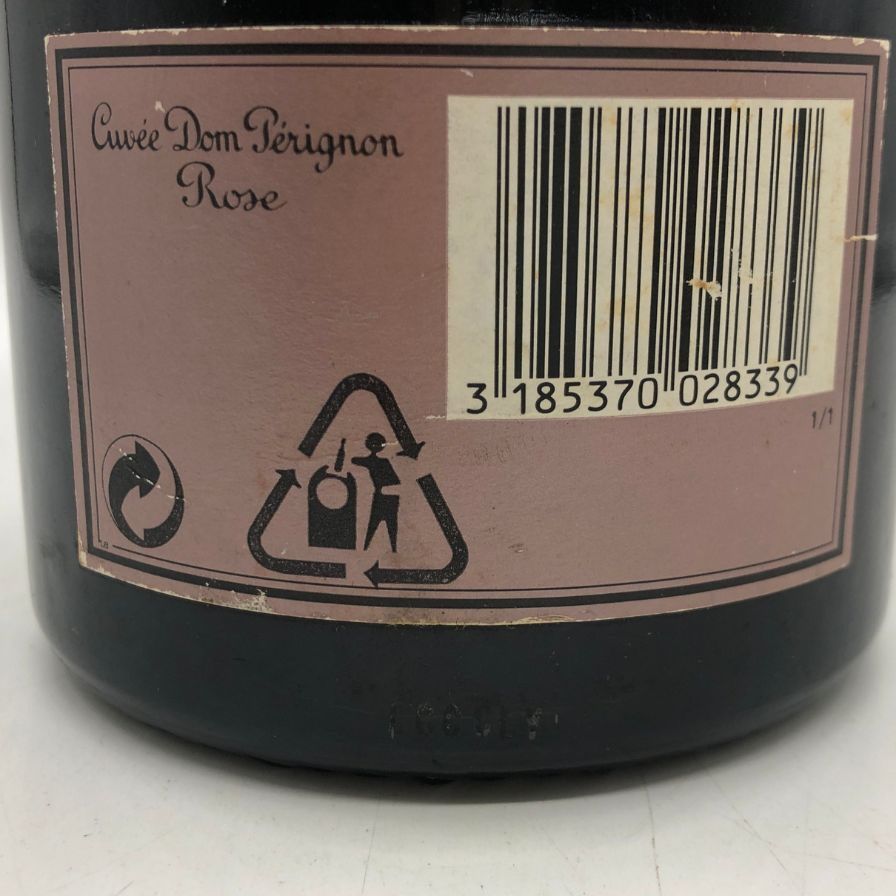 Cuvée Dom Pérignon
Rose
3 185370 028339
1/1